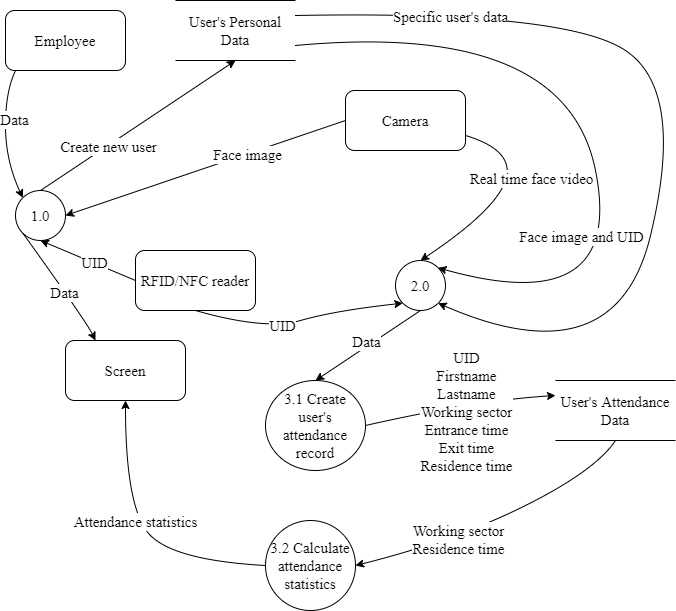 Employee
User's Personal
Data
Specific user's data
Camera
Data
Create new user
Face image
Real time face video
1.0
Face image and UID
UID
RFID/NFC reader
2.0
Data
UID
Data
Screen
UID
Firstname
Lastname
Working sector
Entrance time
Exit time
Residence time
3.1 Create
user's
attendance
record
User's Attendance
Data
Attendance statistics
Working sector
Residence time
3.2 Calculate
attendance
statistics